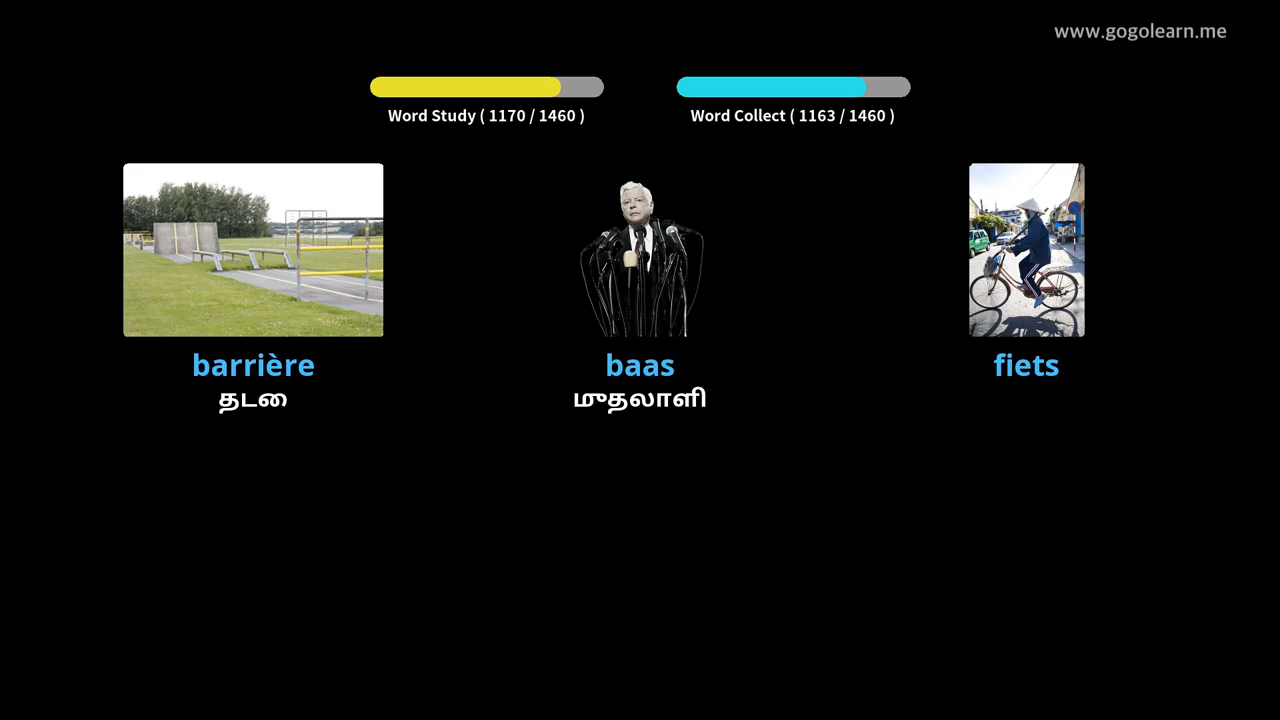 www.gogolearn.me
Word Study ( 1170 / 1460 )
Word Collect ( 1163 / 1460 )
barrière
தடை
baas
முதலாளி
fiets